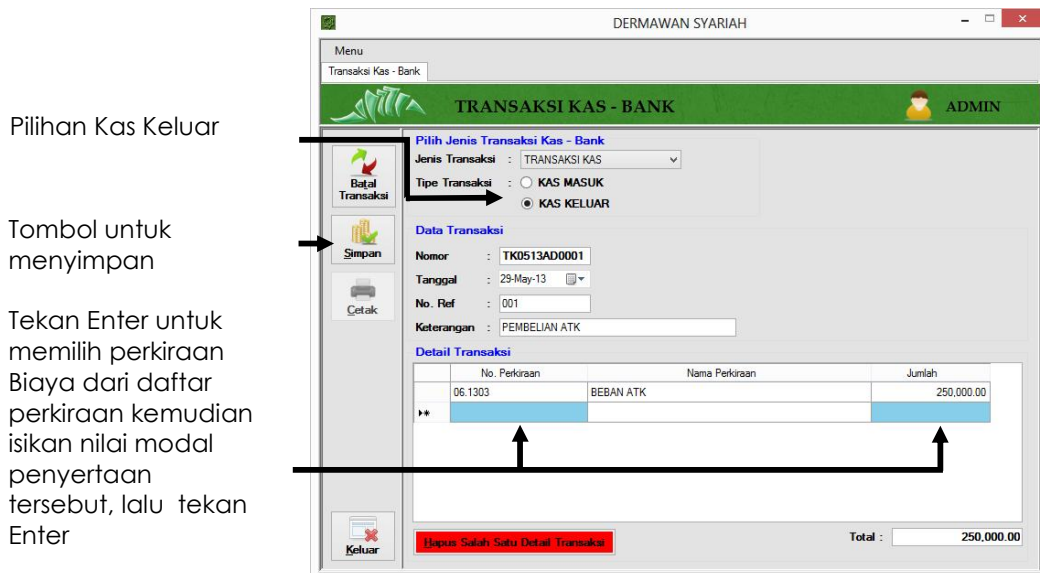 DERMAWAN SYARIAH
Menu
Transaksi Kas - Bank
TRANSAKSI KAS - BANK
ADMIN
Pilihan Kas Keluar
Tombol untuk
menyimpan
Tekan Enter untuk
memilih perkiraan
Biaya dari daftar
perkiraan kemudian
isikan nilai modal
penyertaan
tersebut, lalu tekan
Enter
Batal
Transaksi
Simpan
Cetak
Keluar
Pilih Jenis Transaksi Kas - Bank
Jenis Transaksi : TRANSAKSI KAS
Tipe Transaksi : KAS MASUK
KAS KELUAR
Data Transaksi
Nomor : TK0513AD0001
Tanggal : 29-May-13
No. Ref : 001
Keterangan : PEMBELIAN ATK
Detail Transaksi
No. Perkiraan Nama Perkiraan Jumlah
06.1303 BEBAN ATK 250,000.00
Hapus Salah Satu Detail Transaksi
Total : 250,000.00